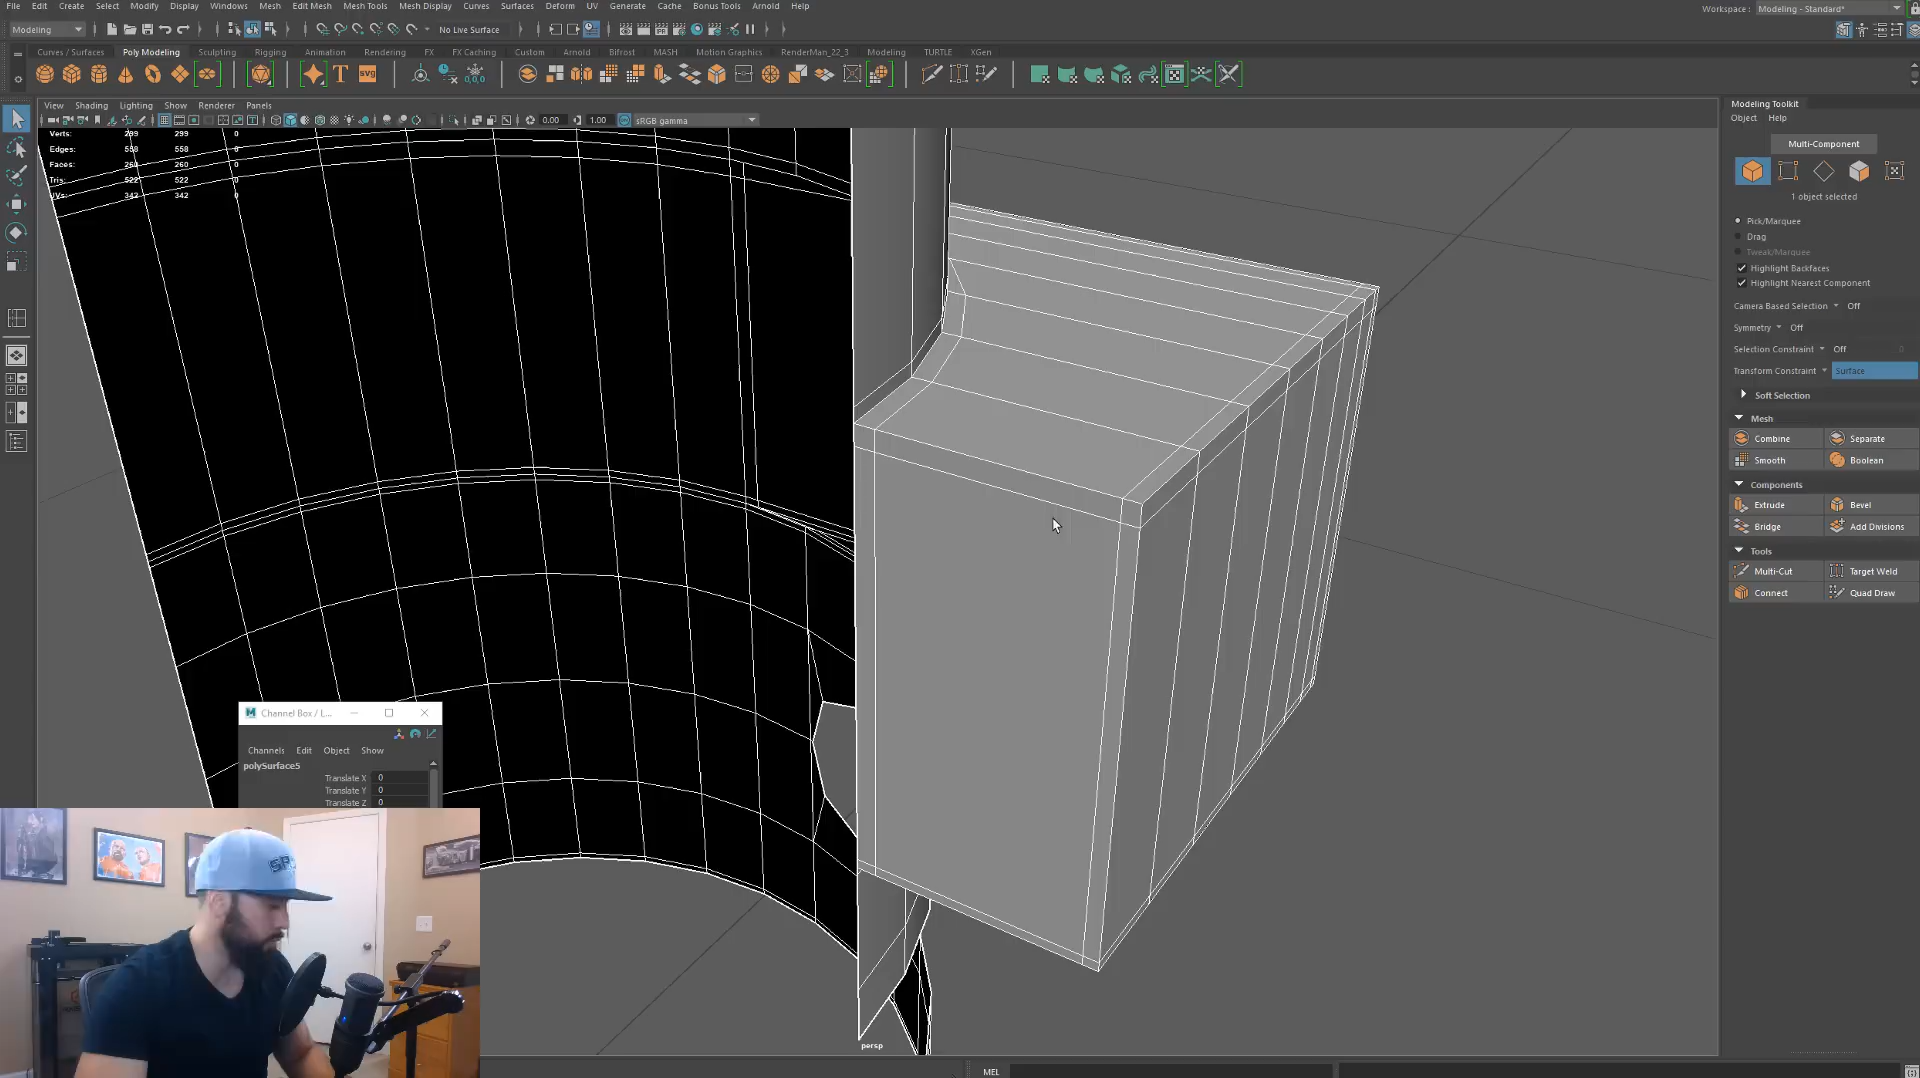 File Edit Create Select Modify Display Windows Mesh Edit Mesh Mesh Tools Mesh Display Curves Surfaces Deform UV Generate Cache Bonus Tools Arnold Help
Workspace : Modeling - Standard*
Modeling
No Live Surface
Curves / Surfaces Poly Modeling Sculpting Rigging Animation Rendering FX FX Caching Custom Arnold Bifrost MASH Motion Graphics RenderMan_22_3 Modeling TURTLE XGen
View Shading Lighting Show Renderer Panels
0.00 1.00 sRGB gamma
Verts: 299 299 0
Edges: 558 558 0
Faces: 260 260 0
Tris: 522 522 0
UVs: 342 342 0
persp
Modeling Toolkit
Object Help
Multi-Component
1 object selected
Pick/Marquee
Drag
Tweak/Marquee
Highlight Backfaces
Highlight Nearest Component
Camera Based Selection Off
Symmetry Off
Selection Constraint Off 0
Transform Constraint Surface
Soft Selection
Mesh
Combine Separate
Smooth Boolean
Components
Extrude Bevel
Bridge Add Divisions
Tools
Multi-Cut Target Weld
Connect Quad Draw
Channel Box / L...
Channels Edit Object Show
polySurface5
Translate X 0
Translate Y 0
Translate Z 0
MEL